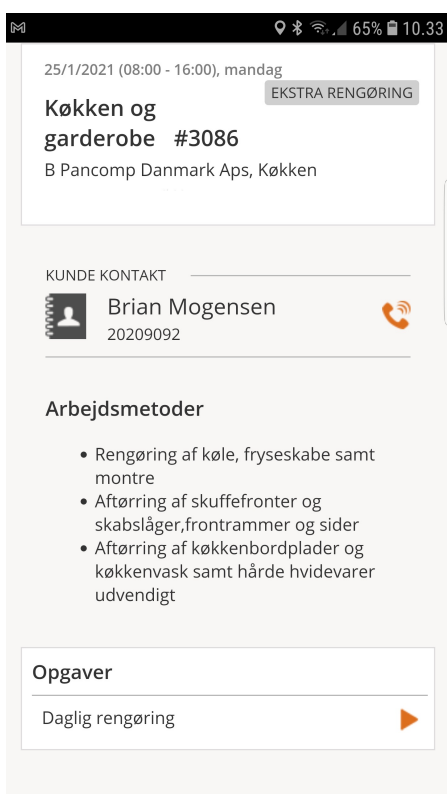 65% 10.33
25/1/2021 (08:00 - 16:00), mandag
EKSTRA RENGØRING
Køkken og
garderobe #3086
B Pancomp Danmark Aps, Køkken
KUNDE KONTAKT
Brian Mogensen
20209092
Arbejdsmetoder
• Rengøring af køle, fryseskabe samt
montre
• Aftørring af skuffefronter og
skabslåger,frontrammer og sider
• Aftørring af køkkenbordplader og
køkkenvask samt hårde hvidevarer
udvendigt
Opgaver
Daglig rengøring